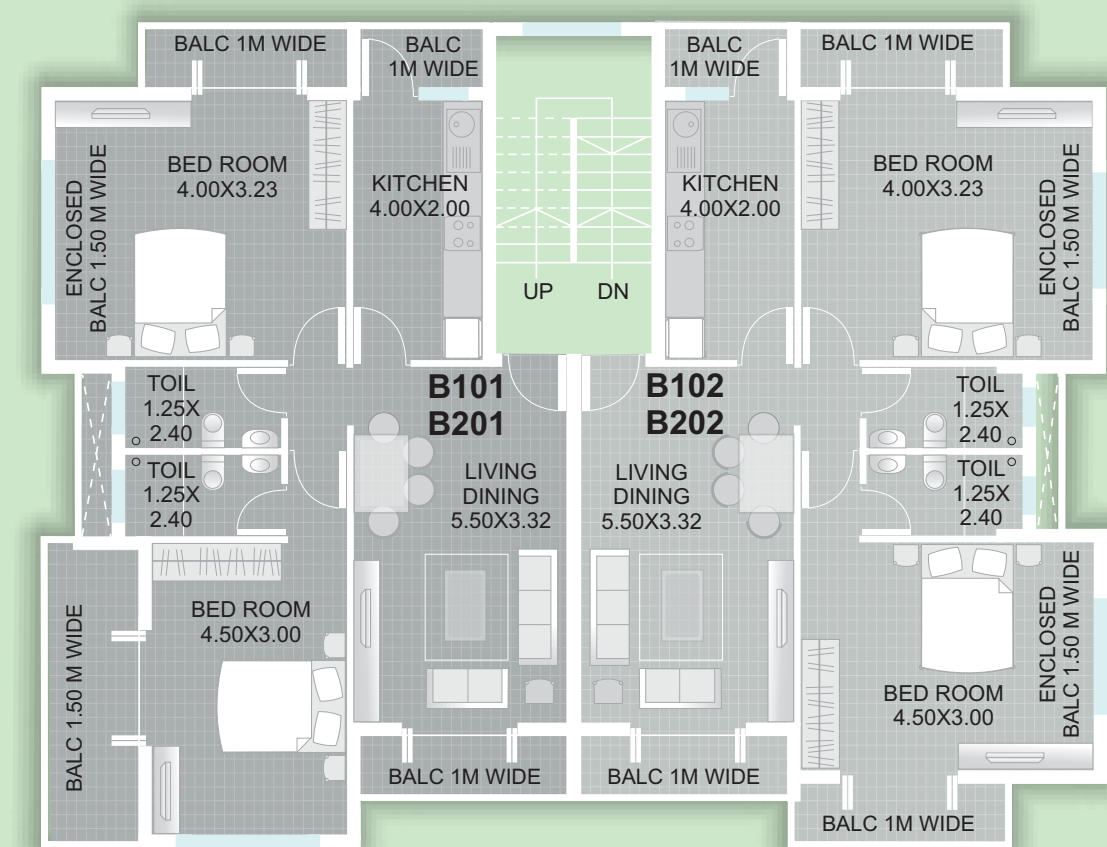 BALC 1M WIDE
BALC
1M WIDE
BALC
1M WIDE
BALC 1M WIDE
BED ROOM
4.00X3.23
ENCLOSED
BALC 1.50 M WIDE
KITCHEN
4.00X2.00
KITCHEN
4.00X2.00
BED ROOM
4.00X3.23
ENCLOSED
BALC 1.50 M WIDE
UP
DN
TOIL
1.25X
2.40
B101
B201
B102
B202
TOIL
1.25X
2.40
TOIL
1.25X
2.40
LIVING
DINING
5.50X3.32
LIVING
DINING
5.50X3.32
TOIL
1.25X
2.40
BALC 1.50 M WIDE
BED ROOM
4.50X3.00
BED ROOM
4.50X3.00
ENCLOSED
BALC 1.50 M WIDE
BALC 1M WIDE
BALC 1M WIDE
BALC 1M WIDE